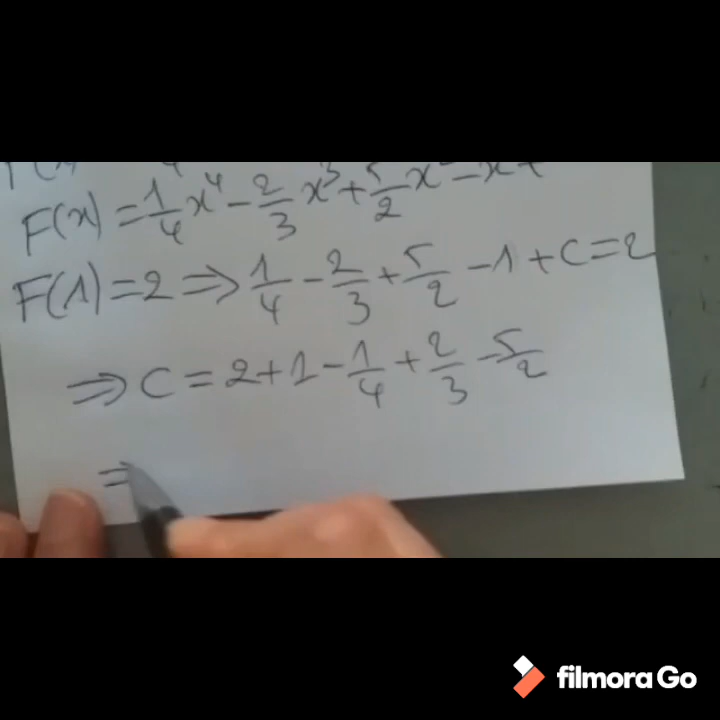 F(x) = 1/4 x⁴ - 2/3 x³ + 5/2 x² - x +
F(1) = 2 ⇒ 1/4 - 2/3 + 5/2 - 1 + C = 2
⇒ C = 2 + 1 - 1/4 + 2/3 - 5/2
=
filmora Go